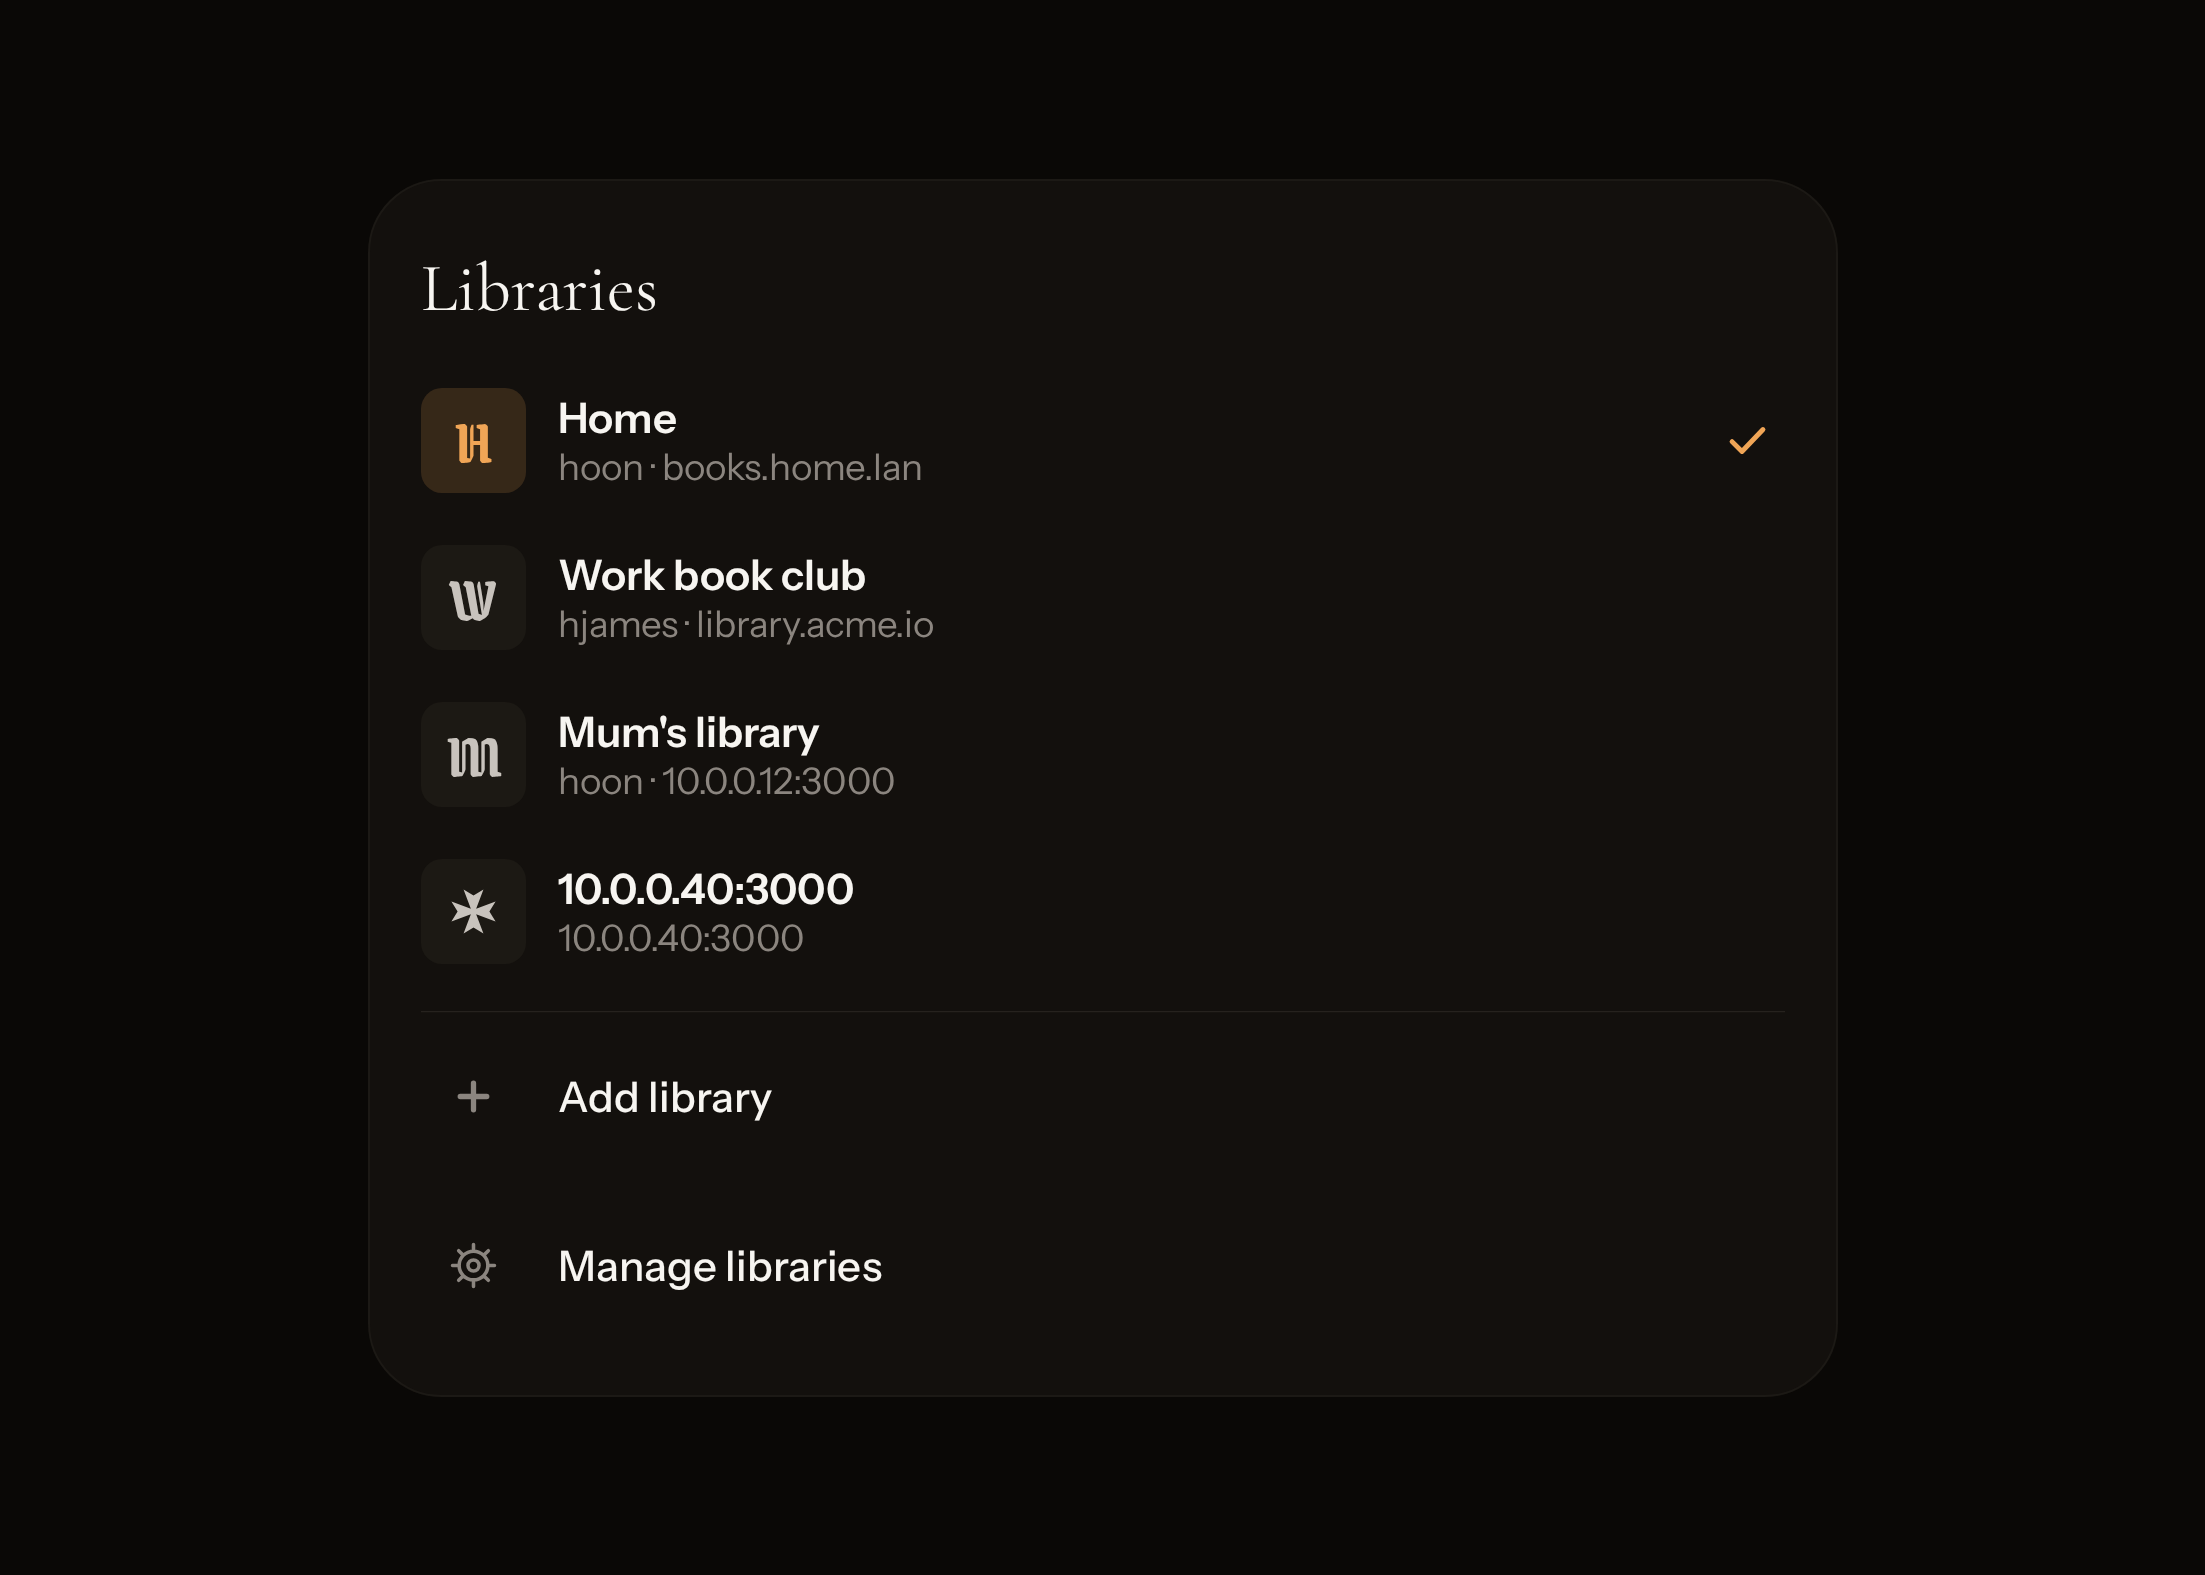 Libraries
H
Home
hoon · books.home.lan
W
Work book club
hjames · library.acme.io
M
Mum's library
hoon · 10.0.0.12:3000
10.0.0.40:3000
10.0.0.40:3000
Add library
Manage libraries